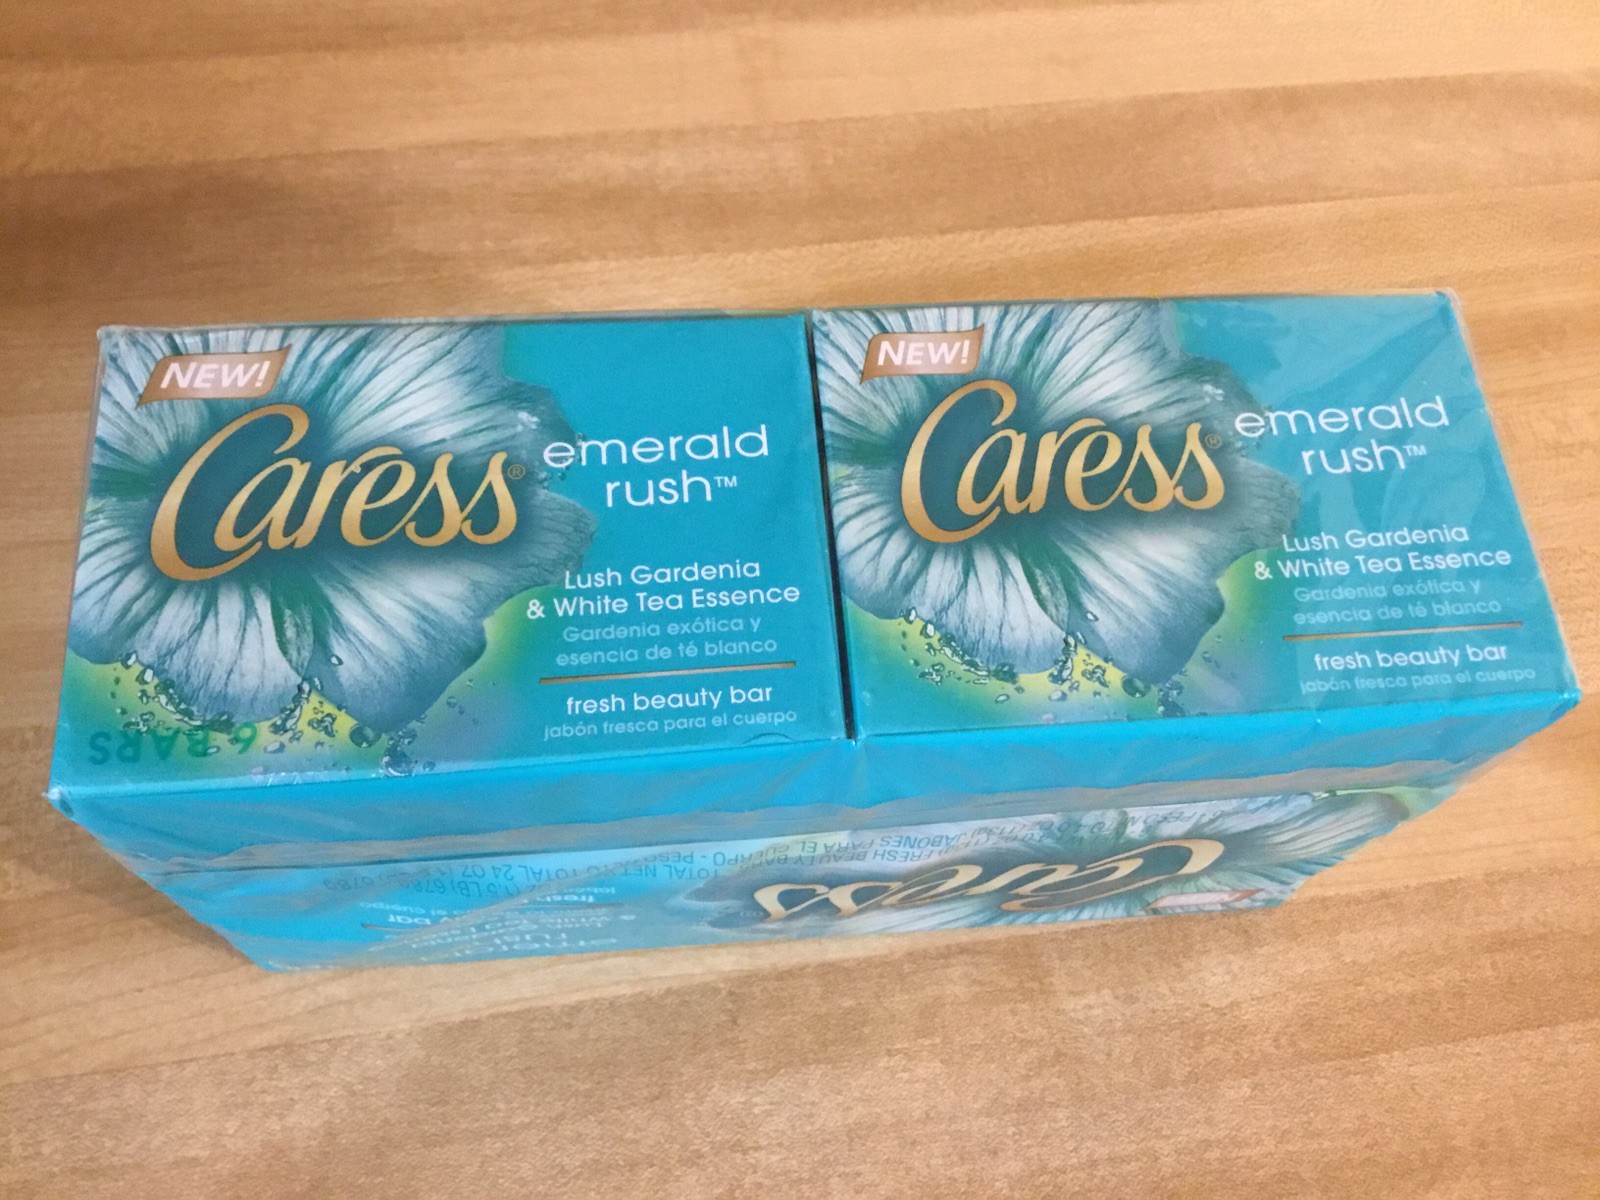 NEW!
Caress®
emerald
rush™
Lush Gardenia
& White Tea Essence
Gardenia exótica y
esencia de té blanco
fresh beauty bar
jabón fresca para el cuerpo
6 BARS
NEW!
Caress®
emerald
rush™
Lush Gardenia
& White Tea Essence
Gardenia exótica y
esencia de té blanco
fresh beauty bar
jabón fresca para el cuerpo
Caress